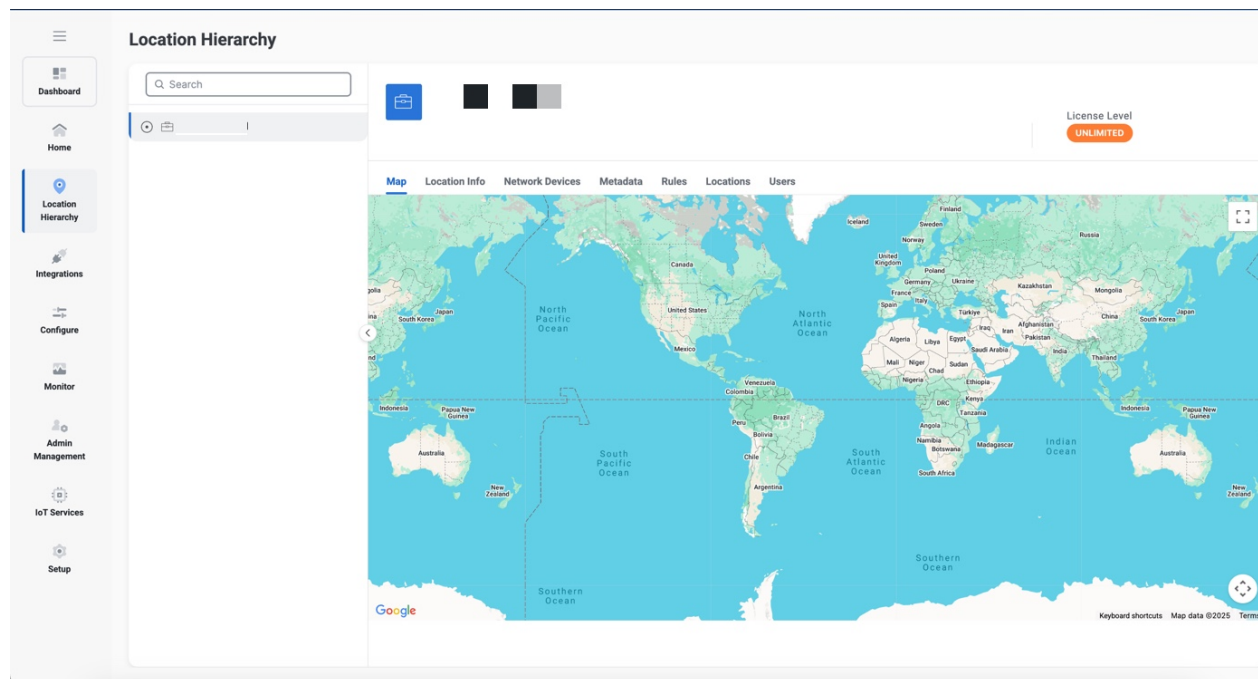 Location Hierarchy
Dashboard
Home
Location
Hierarchy
Integrations
Configure
Monitor
Admin
Management
IoT Services
Setup
Search
License Level
UNLIMITED
Map Location Info Network Devices Metadata Rules Locations Users
Iceland
Finland
Sweden
Norway
Russia
United
Kingdom
Canada
Poland
Germany
Ukraine
France
Kazakhstan
Mongolia
Spain
Italy
Türkiye
South Korea
Japan
North
Pacific
Ocean
United States
North
Atlantic
Ocean
Iraq
Iran
Afghanistan
Pakistan
China
South Korea
Japan
Algeria
Libya
Egypt
Saudi Arabia
India
Mexico
Mali
Niger
Chad
Sudan
Thailand
Venezuela
Colombia
Nigeria
Ethiopia
Indonesia
Papua New
Guinea
DRC
Kenya
Tanzania
Indonesia
Papua New
Guinea
Peru
Brazil
Bolivia
Angola
Namibia
Botswana
Madagascar
Indian
Ocean
Australia
South
Pacific
Ocean
Chile
South
Atlantic
Ocean
South Africa
Australia
New
Zealand
Argentina
New
Zealand
Southern
Ocean
Southern
Ocean
Google
Keyboard shortcuts Map data ©2025 Terms